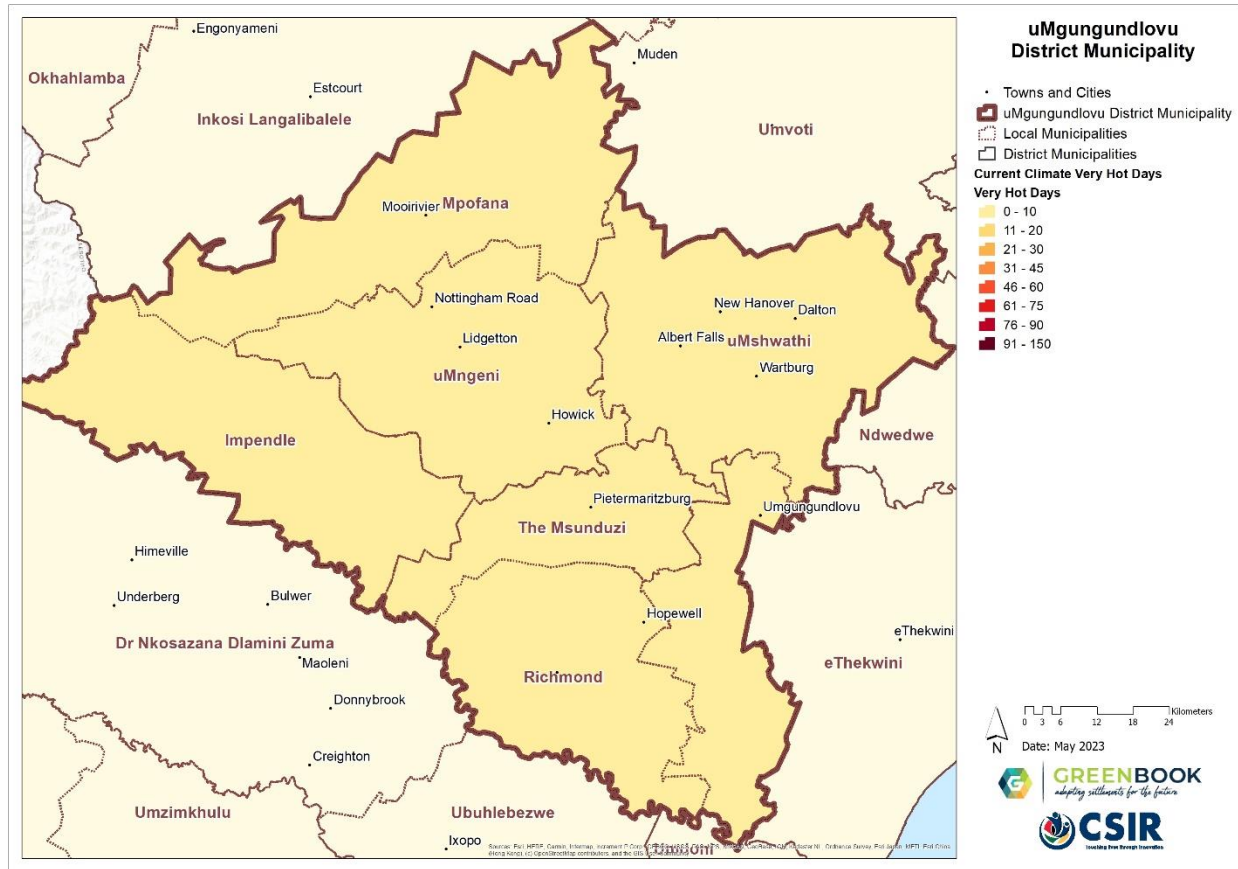 Engonyameni
Okhahlamba
Estcourt
Inkosi Langalibalele
Muden
Umvoti
Mooirivier
Mpofana
Nottingham Road
Lidgetton
uMngeni
New Hanover
Dalton
Albert Falls
uMshwathi
Wartburg
Howick
Impendle
Ndwedwe
Pietermaritzburg
The Msunduzi
Umgungundlovu
Himeville
Underberg
Bulwer
Hopewell
Dr Nkosazana Dlamini Zuma
Maoleni
eThekwini
eThekwini
Richmond
Donnybrook
Creighton
Umzimkhulu
Ubuhlebezwe
Ixopo
uMgungundlovu
District Municipality
Towns and Cities
uMgungundlovu District Municipality
Local Municipalities
District Municipalities
Current Climate Very Hot Days
Very Hot Days
0 - 10
11 - 20
21 - 30
31 - 45
46 - 60
61 - 75
76 - 90
91 - 150
Kilometers
0 3 6 12 18 24
N
Date: May 2023
G
GREENBOOK
adapting settlements for the future
CSIR
Touching lives through innovation